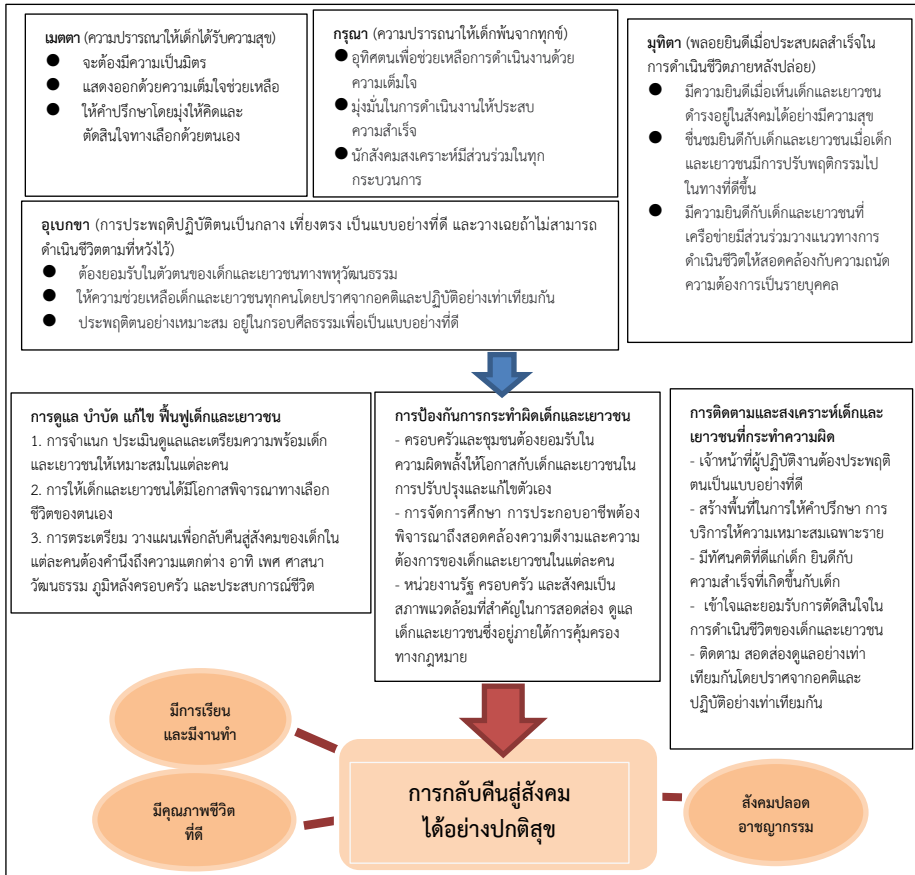 เมตตา (ความปรารถนาให้เด็กได้รับความสุข)
● จะต้องมีความเป็นมิตร
● แสดงออกด้วยความเต็มใจช่วยเหลือ
● ให้คำปรึกษาโดยมุ่งให้คิดและ
ตัดสินใจทางเลือกด้วยตนเอง
กรุณา (ความปรารถนาให้เด็กพ้นจากทุกข์)
● อุทิศตนเพื่อช่วยเหลือการดำเนินงานด้วย
ความเต็มใจ
● มุ่งมั่นในการดำเนินงานให้ประสบ
ความสำเร็จ
● นักสังคมสงเคราะห์มีส่วนร่วมในทุก
กระบวนการ
มุทิตา (พลอยยินดีเมื่อประสบผลสำเร็จใน
การดำเนินชีวิตภายหลังปล่อย)
● มีความยินดีเมื่อเห็นเด็กและเยาวชน
ดำรงอยู่ในสังคมได้อย่างมีความสุข
● ชื่นชมยินดีกับเด็กและเยาวชนเมื่อเด็ก
และเยาวชนมีการปรับพฤติกรรมไป
ในทางที่ดีขึ้น
● มีความยินดีกับเด็กและเยาวชนที่
เครือข่ายมีส่วนร่วมวางแนวทางการ
ดำเนินชีวิตให้สอดคล้องกับความถนัด
ความต้องการเป็นรายบุคคล
อุเบกขา (การประพฤติปฏิบัติตนเป็นกลาง เที่ยงตรง เป็นแบบอย่างที่ดี และวางเฉยถ้าไม่สามารถ
ดำเนินชีวิตตามที่หวังไว้)
● ต้องยอมรับในตัวตนของเด็กและเยาวชนทางพหุวัฒนธรรม
● ให้ความช่วยเหลือเด็กและเยาวชนทุกคนโดยปราศจากอคติและปฏิบัติอย่างเท่าเทียมกัน
● ประพฤติตนอย่างเหมาะสม อยู่ในกรอบศีลธรรมเพื่อเป็นแบบอย่างที่ดี
การดูแล บำบัด แก้ไข ฟื้นฟูเด็กและเยาวชน
1. การจำแนก ประเมินดูแลและเตรียมความพร้อมเด็ก
และเยาวชนให้เหมาะสมในแต่ละคน
2. การให้เด็กและเยาวชนได้มีโอกาสพิจารณาทางเลือก
ชีวิตของตนเอง
3. การตระเตรียม วางแผนเพื่อกลับคืนสู่สังคมของเด็กใน
แต่ละคนต้องคำนึงถึงความแตกต่าง อาทิ เพศ ศาสนา
วัฒนธรรม ภูมิหลังครอบครัว และประสบการณ์ชีวิต
การป้องกันการกระทำผิดเด็กและเยาวชน
- ครอบครัวและชุมชนต้องยอมรับใน
ความผิดพลั้งให้โอกาสกับเด็กและเยาวชนใน
การปรับปรุงและแก้ไขตัวเอง
- การจัดการศึกษา การประกอบอาชีพต้อง
พิจารณาถึงสอดคล้องความดีงามและความ
ต้องการของเด็กและเยาวชนในแต่ละคน
- หน่วยงานรัฐ ครอบครัว และสังคมเป็น
สภาพแวดล้อมที่สำคัญในการสอดส่อง ดูแล
เด็กและเยาวชนซึ่งอยู่ภายใต้การคุ้มครอง
ทางกฎหมาย
การติดตามและสงเคราะห์เด็กและ
เยาวชนที่กระทำความผิด
- เจ้าหน้าที่ผู้ปฏิบัติงานต้องประพฤติ
ตนเป็นแบบอย่างที่ดี
- สร้างพื้นที่ในการให้คำปรึกษา การ
บริการให้ความเหมาะสมเฉพาะราย
- มีทัศนคติที่ดีแก่เด็ก ยินดีกับ
ความสำเร็จที่เกิดขึ้นกับเด็ก
- เข้าใจและยอมรับการตัดสินใจใน
การดำเนินชีวิตของเด็กและเยาวชน
- ติดตาม สอดส่องดูแลอย่างเท่า
เทียมกันโดยปราศจากอคติและ
ปฏิบัติอย่างเท่าเทียมกัน
มีการเรียน
และมีงานทำ
มีคุณภาพชีวิต
ที่ดี
การกลับคืนสู่สังคม
ได้อย่างปกติสุข
สังคมปลอด
อาชญากรรม